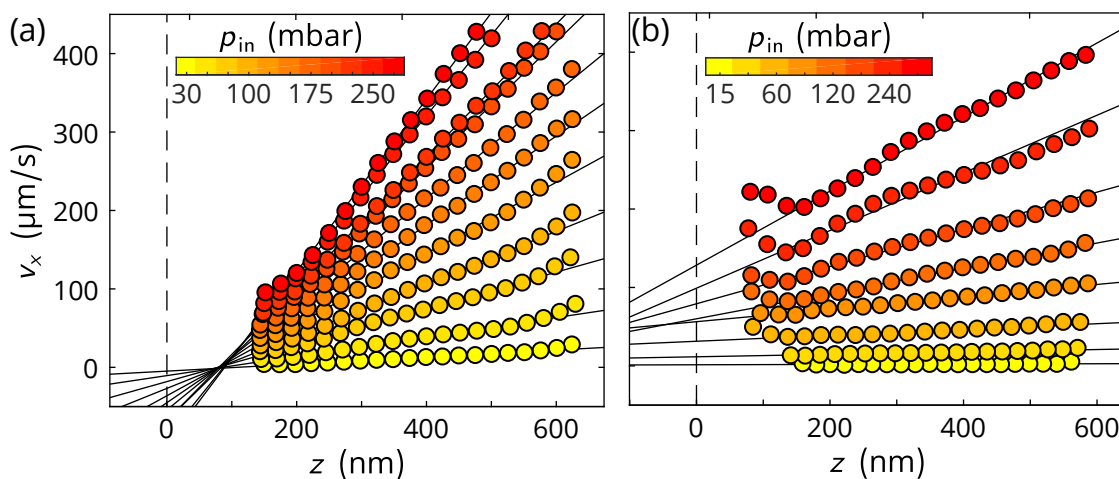 (a)
p_in (mbar)
30 100 175 250
400
300
200
100
0
v_x (μm/s)
0 200 400 600
z (nm)
(b)
p_in (mbar)
15 60 120 240
0 200 400 600
z (nm)